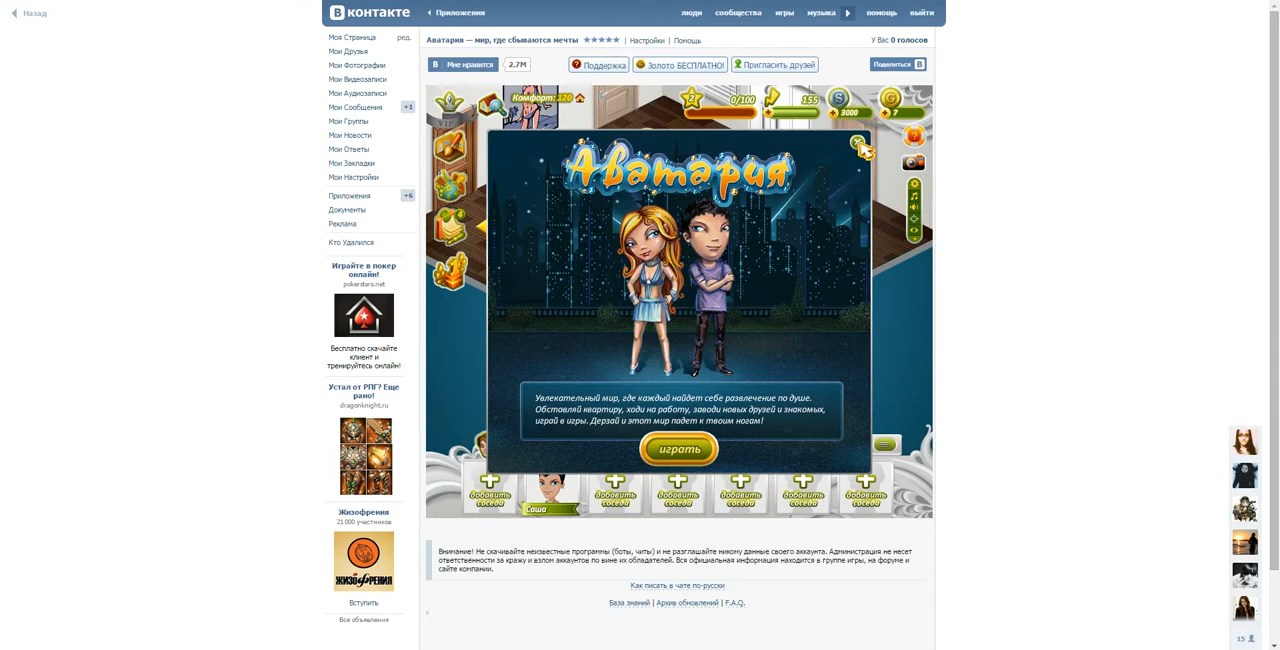 Назад
В контакте
Приложения
люди сообщества игры музыка помощь выйти
Моя Страница ред.
Мои Друзья
Мои Фотографии
Мои Видеозаписи
Мои Аудиозаписи
Мои Сообщения +1
Мои Группы
Мои Новости
Мои Ответы
Мои Закладки
Мои Настройки
Приложения +6
Документы
Реклама
Кто Удалился
Играйте в покер
онлайн!
pokerstars.net
Бесплатно скачайте
клиент и
тренируйтесь онлайн!
Устал от РПГ? Еще
рано!
dragonknight.ru
Жизофрения
21 000 участников
ЖИЗОФРЕНИЯ
Вступить
Все объявления
Аватария — мир, где сбываются мечты | Настройки | Помощь
У Вас 0 голосов
В Мне нравится 2.7M
Поддержка
Золото БЕСПЛАТНО!
Пригласить друзей
Поделиться В
VIP
Комфорт: 120
2 0/100
155
S 3000
G 7
Аватария
Увлекательный мир, где каждый найдет себе развлечение по душе.
Обставляй квартиру, ходи на работу, заводи новых друзей и знакомых,
играй в игры. Дерзай и этот мир падет к твоим ногам!
играть
добавить
соседа
Саша
добавить
соседа
добавить
соседа
добавить
соседа
добавить
соседа
добавить
соседа
Внимание! Не скачивайте неизвестные программы (боты, читы) и не разглашайте никому данные своего аккаунта. Администрация не несет
ответственности за кражу и взлом аккаунтов по вине их обладателей. Вся официальная информация находится в группе игры, на форуме и
сайте компании.
Как писать в чате по-русски
База знаний | Архив обновлений | F.A.Q.
15